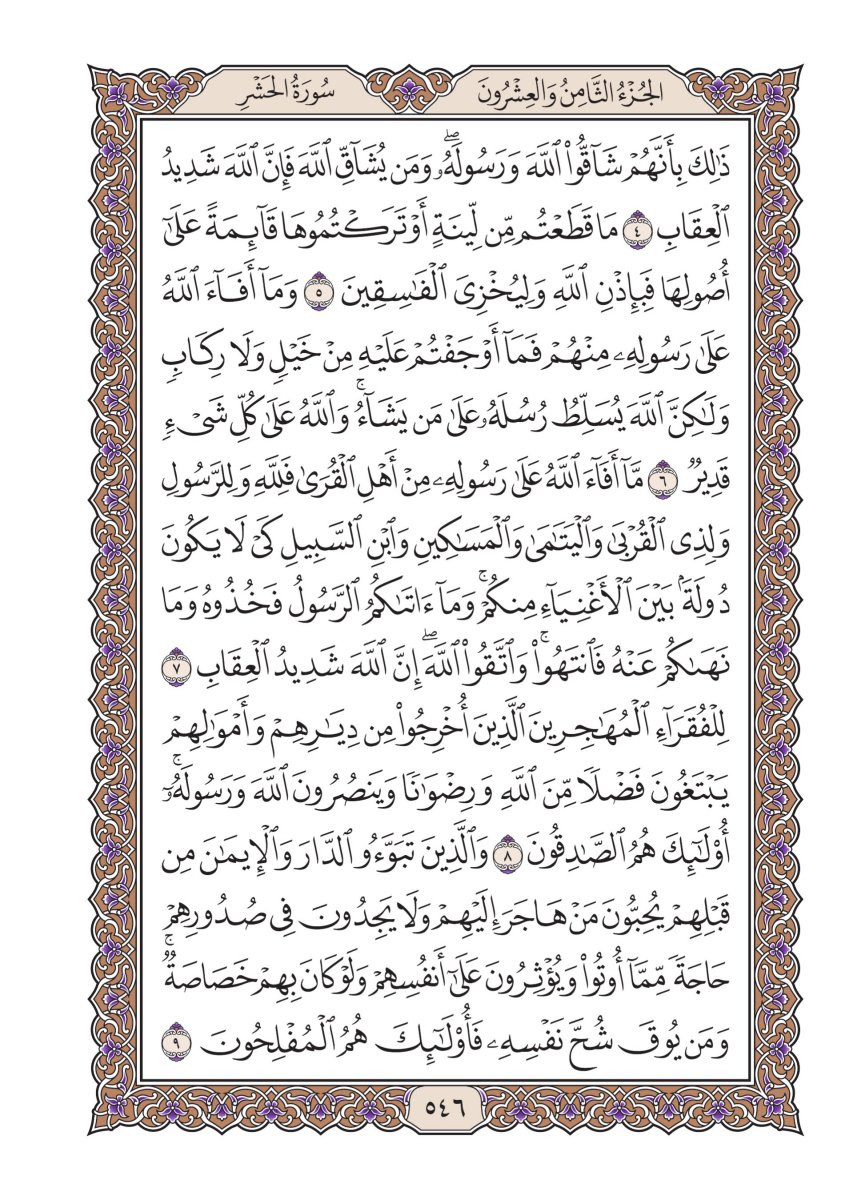 الجُزْءُ الثَّامِنُ وَالعِشْرُونَ
سُورَةُ الحَشْرِ
ذَٰلِكَ بِأَنَّهُمۡ شَآقُّواْ ٱللَّهَ وَرَسُولَهُۥۖ وَمَن يُشَآقِّ ٱللَّهَ فَإِنَّ ٱللَّهَ شَدِيدُ
ٱلۡعِقَابِ ٤ مَا قَطَعۡتُم مِّن لِّينَةٍ أَوۡ تَرَكۡتُمُوهَا قَآئِمَةً عَلَىٰٓ
أُصُولِهَا فَبِإِذۡنِ ٱللَّهِ وَلِيُخۡزِيَ ٱلۡفَٰسِقِينَ ٥ وَمَآ أَفَآءَ ٱللَّهُ
عَلَىٰ رَسُولِهِۦ مِنۡهُمۡ فَمَآ أَوۡجَفۡتُمۡ عَلَيۡهِ مِنۡ خَيۡلٖ وَلَا رِكَابٖ
وَلَٰكِنَّ ٱللَّهَ يُسَلِّطُ رُسُلَهُۥ عَلَىٰ مَن يَشَآءُۚ وَٱللَّهُ عَلَىٰ كُلِّ شَيۡءٖ
قَدِيرٞ ٦ مَّآ أَفَآءَ ٱللَّهُ عَلَىٰ رَسُولِهِۦ مِنۡ أَهۡلِ ٱلۡقُرَىٰ فَلِلَّهِ وَلِلرَّسُولِ
وَلِذِي ٱلۡقُرۡبَىٰ وَٱلۡيَتَٰمَىٰ وَٱلۡمَسَٰكِينِ وَٱبۡنِ ٱلسَّبِيلِ كَيۡ لَا يَكُونَ
دُولَةَۢ بَيۡنَ ٱلۡأَغۡنِيَآءِ مِنكُمۡۚ وَمَآ ءَاتَىٰكُمُ ٱلرَّسُولُ فَخُذُوهُ وَمَا
نَهَىٰكُمۡ عَنۡهُ فَٱنتَهُواْۚ وَٱتَّقُواْ ٱللَّهَۖ إِنَّ ٱللَّهَ شَدِيدُ ٱلۡعِقَابِ ٧
لِلۡفُقَرَآءِ ٱلۡمُهَٰجِرِينَ ٱلَّذِينَ أُخۡرِجُواْ مِن دِيَٰرِهِمۡ وَأَمۡوَٰلِهِمۡ
يَبۡتَغُونَ فَضۡلٗا مِّنَ ٱللَّهِ وَرِضۡوَٰنٗا وَيَنصُرُونَ ٱللَّهَ وَرَسُولَهُۥٓۚ
أُوْلَٰٓئِكَ هُمُ ٱلصَّٰدِقُونَ ٨ وَٱلَّذِينَ تَبَوَّءُو ٱلدَّارَ وَٱلۡإِيمَٰنَ مِن
قَبۡلِهِمۡ يُحِبُّونَ مَنۡ هَاجَرَ إِلَيۡهِمۡ وَلَا يَجِدُونَ فِي صُدُورِهِمۡ
حَاجَةٗ مِّمَّآ أُوتُواْ وَيُؤۡثِرُونَ عَلَىٰٓ أَنفُسِهِمۡ وَلَوۡ كَانَ بِهِمۡ خَصَاصَةٞۚ
وَمَن يُوقَ شُحَّ نَفۡسِهِۦ فَأُوْلَٰٓئِكَ هُمُ ٱلۡمُفۡلِحُونَ ٩
٥٤٦